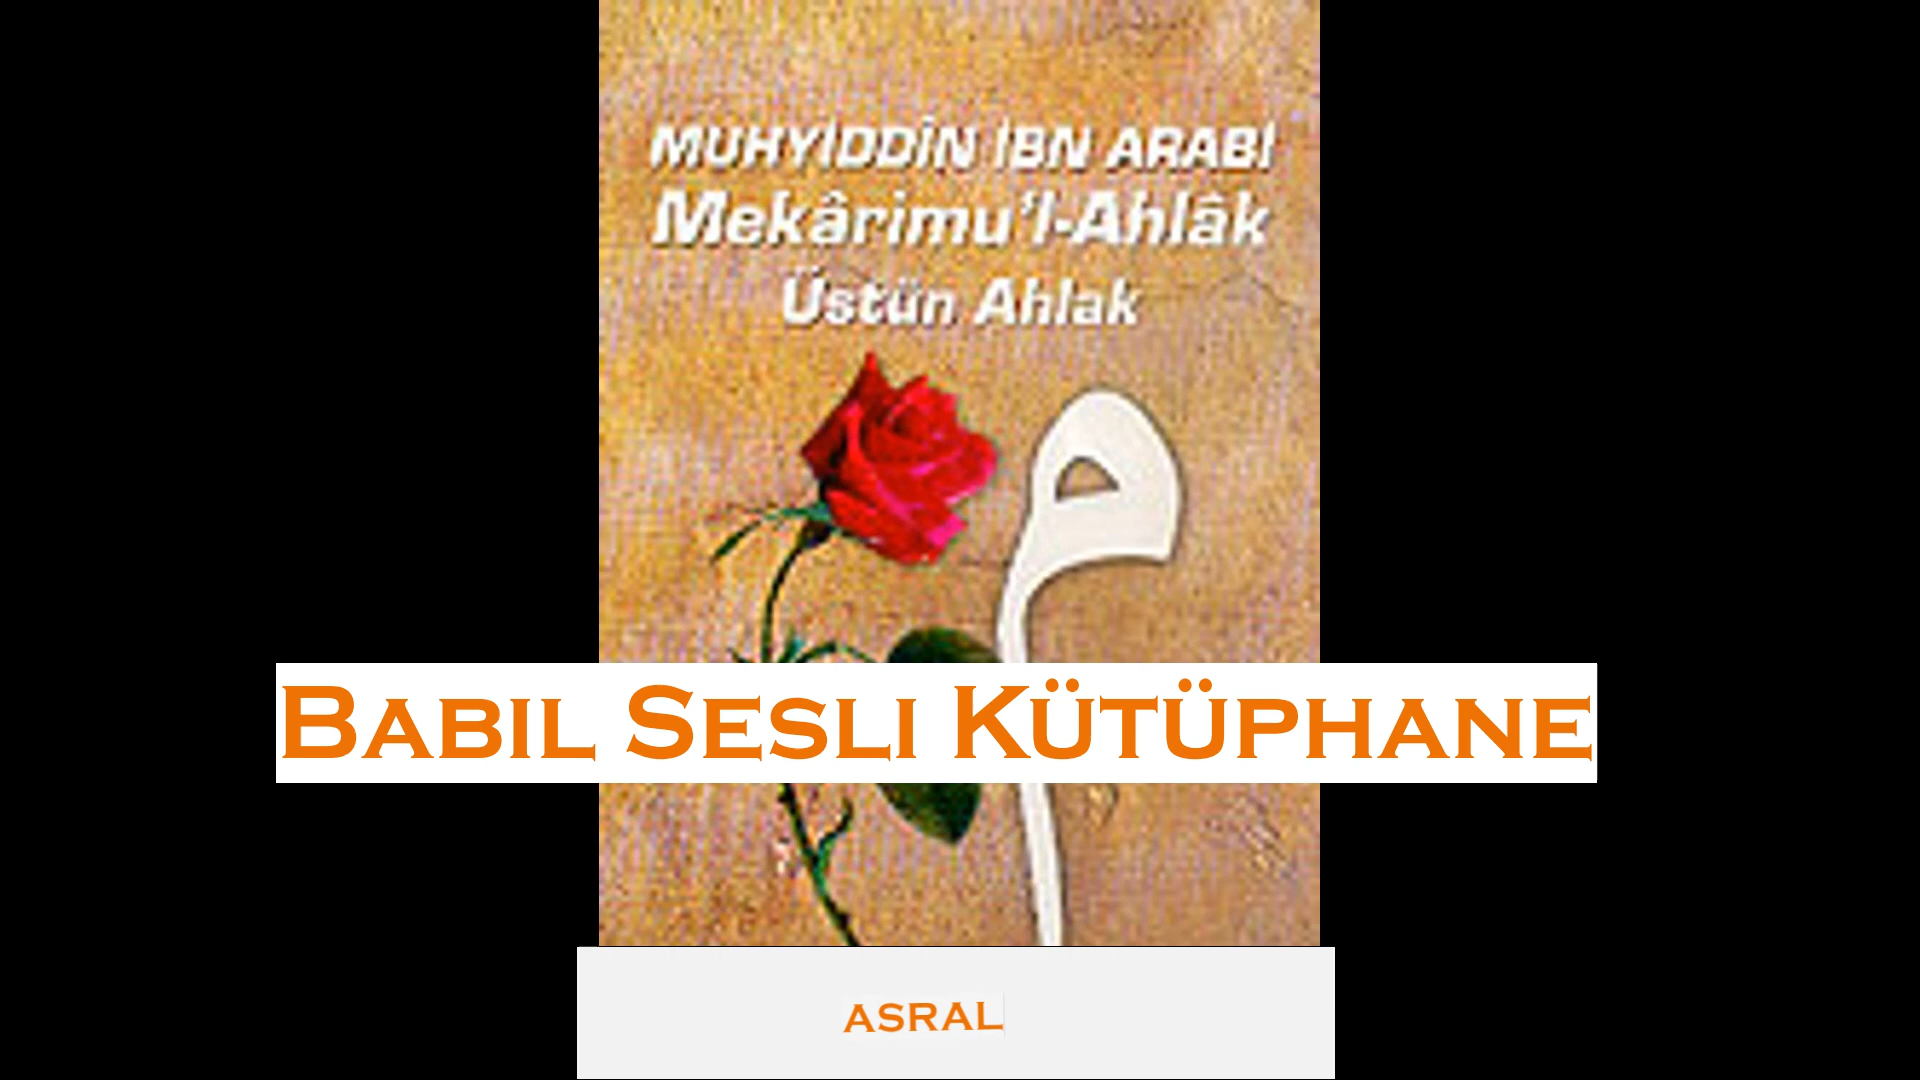 MUHYİDDİN İBN ARABİ
Mekârimu'l-Ahlâk
Üstün Ahlak
م
BABIL SESLI KÜTÜPHANE
ASRAL